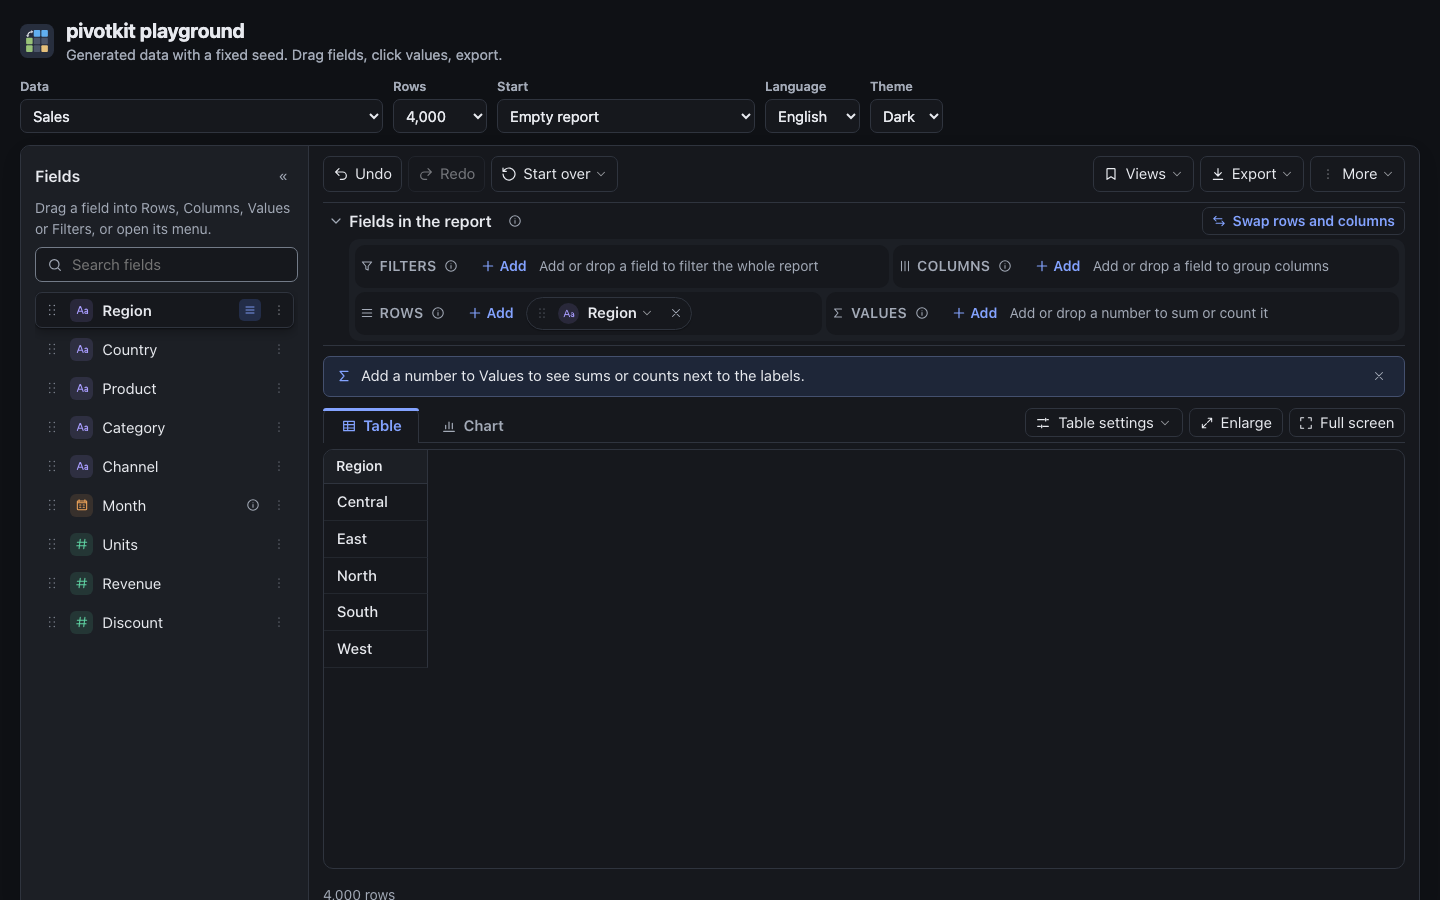 pivotkit playground
Generated data with a fixed seed. Drag fields, click values, export.
Data
Rows
Start
Language
Theme
Sales
4,000
Empty report
English
Dark
Fields
«
Drag a field into Rows, Columns, Values
or Filters, or open its menu.
Search fields
Aa Region
Aa Country
Aa Product
Aa Category
Aa Channel
Month
# Units
# Revenue
# Discount
Undo
Redo
Start over
Views
Export
More
Fields in the report
Swap rows and columns
FILTERS
+ Add
Add or drop a field to filter the whole report
COLUMNS
+ Add
Add or drop a field to group columns
ROWS
+ Add
Aa Region
Σ VALUES
+ Add
Add or drop a number to sum or count it
Σ Add a number to Values to see sums or counts next to the labels.
Table
Chart
Table settings
Enlarge
Full screen
Region
Central
East
North
South
West
4,000 rows